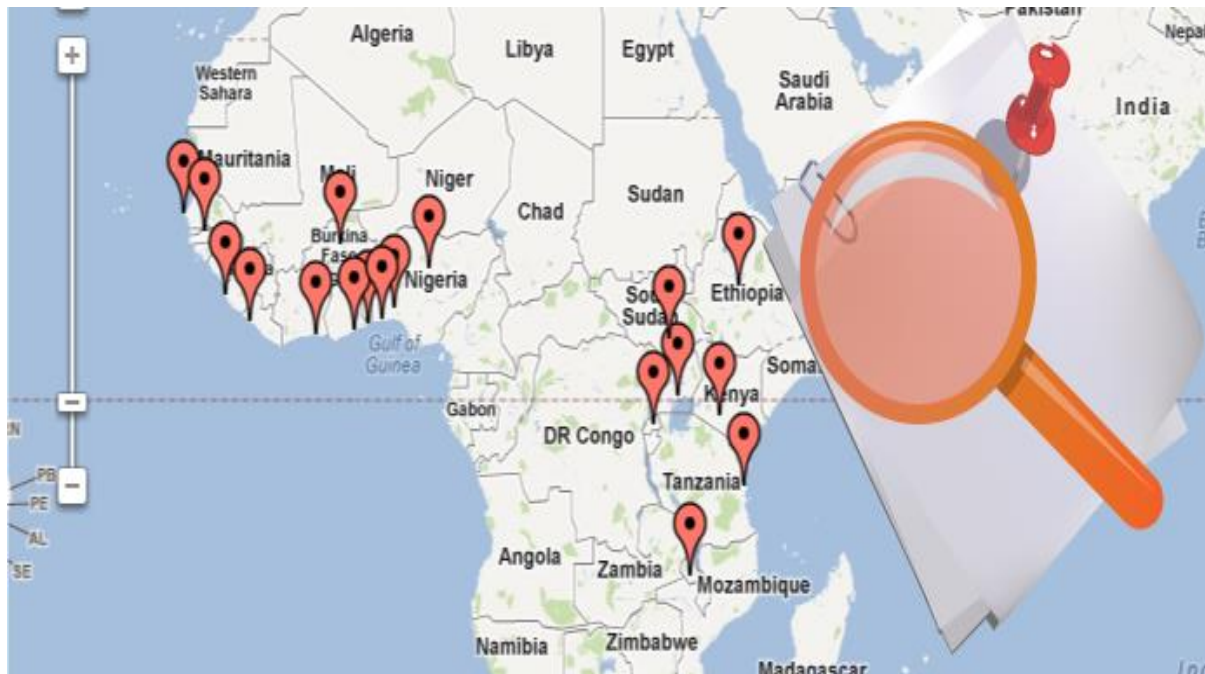 Pakistan
Nepal
Algeria
Libya
Egypt
Western
Sahara
Saudi
Arabia
India
Mauritania
Mali
Niger
Chad
Sudan
Burkina
Faso
Nigeria
Ethiopia
South
Sudan
Gulf of
Guinea
Gabon
Kenya
DR Congo
Tanzania
PB
PE
AL
SE
Angola
Zambia
Mozambique
Namibia
Zimbabwe
Madagascar